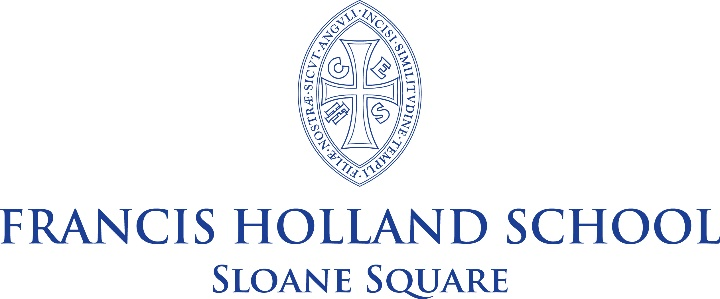 FILIÆ·NOSTRÆ·SICVT·ANGVLI·INCISI·SIMILITVDINE·TEMPLI·
C E
S
FRANCIS HOLLAND SCHOOL
SLOANE SQUARE